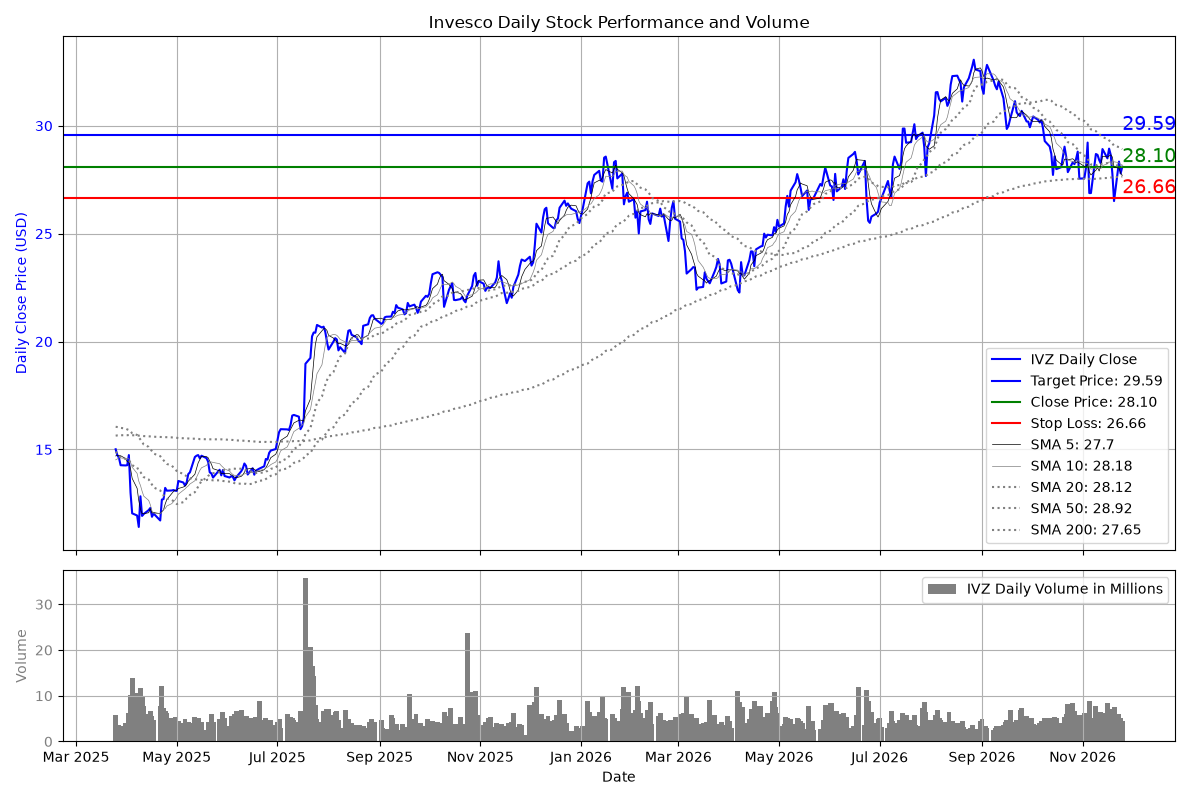 Invesco Daily Stock Performance and Volume
Daily Close Price (USD)
30
25
20
15
29.59
28.10
26.66
IVZ Daily Close
Target Price: 29.59
Close Price: 28.10
Stop Loss: 26.66
SMA 5: 27.7
SMA 10: 28.18
SMA 20: 28.12
SMA 50: 28.92
SMA 200: 27.65
Volume
30
20
10
0
IVZ Daily Volume in Millions
Mar 2025 May 2025 Jul 2025 Sep 2025 Nov 2025 Jan 2026 Mar 2026 May 2026 Jul 2026 Sep 2026 Nov 2026
Date